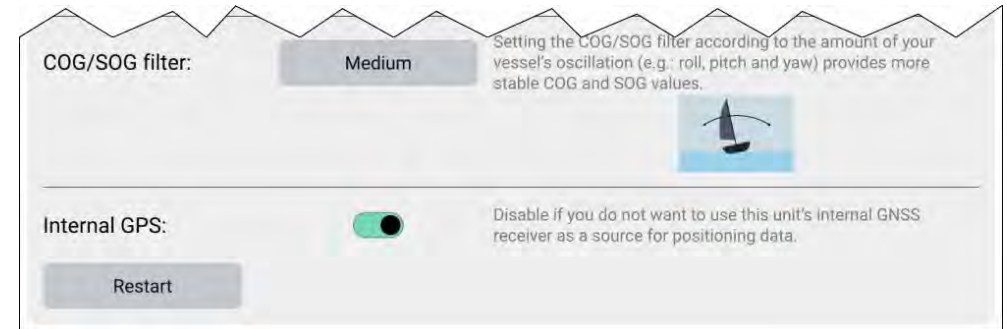 COG/SOG filter:
Medium
Setting the COG/SOG filter according to the amount of your
vessel's oscillation (e.g.: roll, pitch and yaw) provides more
stable COG and SOG values.
Internal GPS:
Disable if you do not want to use this unit's internal GNSS
receiver as a source for positioning data.
Restart